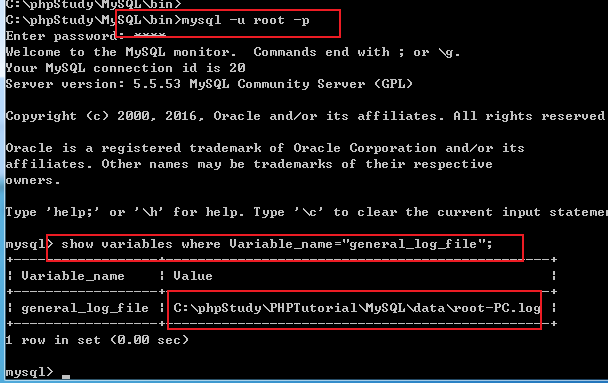 C:\phpStudy\MySQL\bin>
C:\phpStudy\MySQL\bin>mysql -u root -p
Enter password: ****
Welcome to the MySQL monitor.  Commands end with ; or \g.
Your MySQL connection id is 20
Server version: 5.5.53 MySQL Community Server (GPL)
Copyright (c) 2000, 2016, Oracle and/or its affiliates. All rights reserved
Oracle is a registered trademark of Oracle Corporation and/or its
affiliates. Other names may be trademarks of their respective
owners.
Type 'help;' or '\h' for help. Type '\c' to clear the current input stateme
mysql> show variables where Variable_name="general_log_file";
+------------------+------------------------------------------------+
| Variable_name    | Value                                          |
+------------------+------------------------------------------------+
| general_log_file | C:\phpStudy\PHPTutorial\MySQL\data\root-PC.log |
+------------------+------------------------------------------------+
1 row in set (0.00 sec)
mysql> _